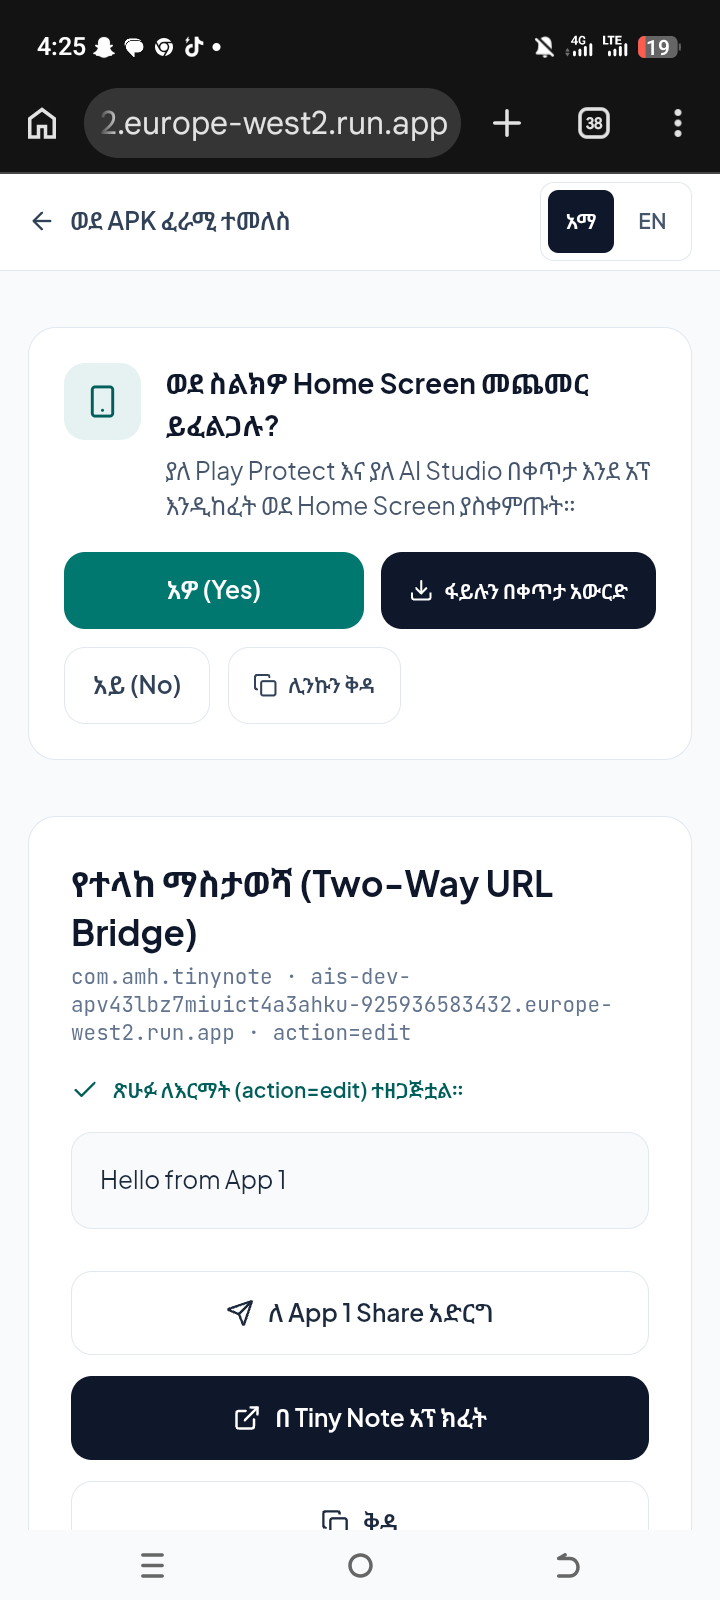 4:25
4G
LTE
19
2.europe-west2.run.app
38
ወደ APK ፈራሚ ተመለስ
አማ
EN
ወደ ስልክዎ Home Screen መጨመር
ይፈልጋሉ?
ያለ Play Protect እና ያለ AI Studio በቀጥታ እንደ አፕ
እንዲከፈት ወደ Home Screen ያስቀምጡት።
አዎ (Yes)
ፋይሉን በቀጥታ አውርድ
አይ (No)
ሊንኩን ቅዳ
የተላከ ማስታወሻ (Two-Way URL
Bridge)
com.amh.tinynote · ais-dev-
apv43lbz7miuict4a3ahku-925936583432.europe-
west2.run.app · action=edit
ጽሁፉ ለእርማት (action=edit) ተዘጋጅቷል።
Hello from App 1
ለ App 1 Share አድርግ
በ Tiny Note አፕ ክፈት
ቅዳ